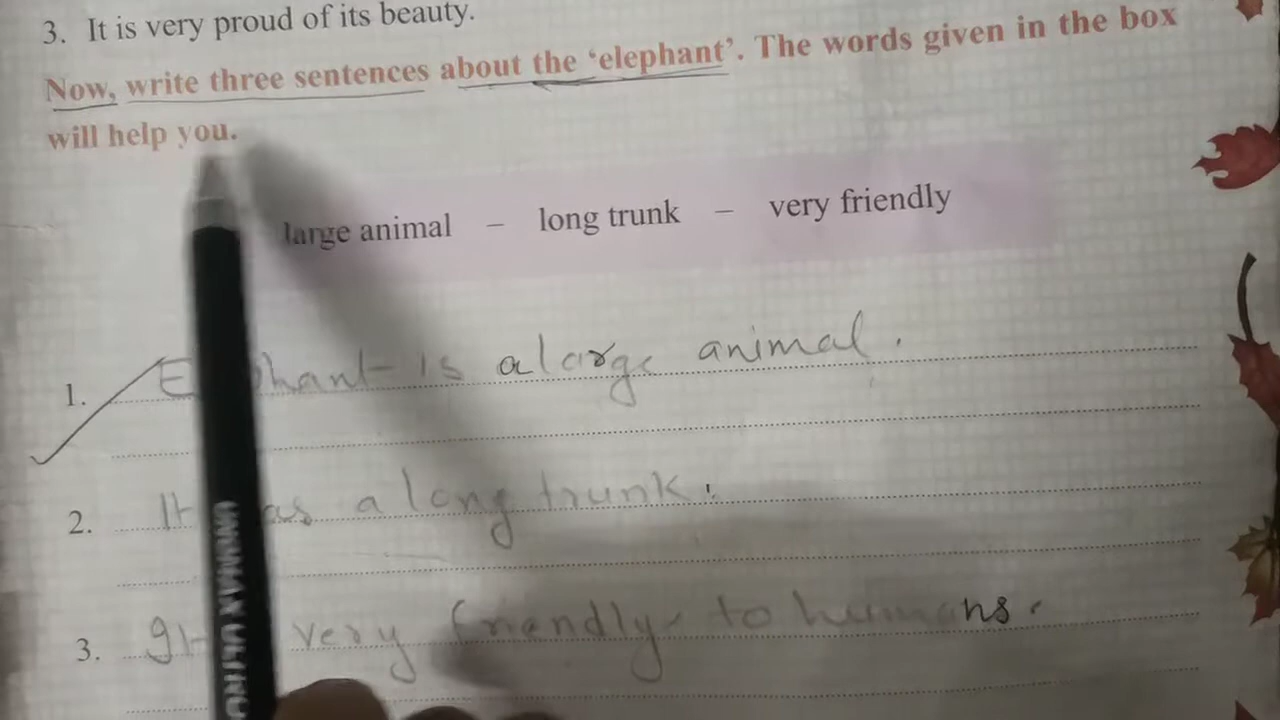 3. It is very proud of its beauty.
Now, write three sentences about the ‘elephant’. The words given in the box
will help you.
large animal – long trunk – very friendly
1. is a large animal.
2. It a long trunk.
3. very friendly to humans.